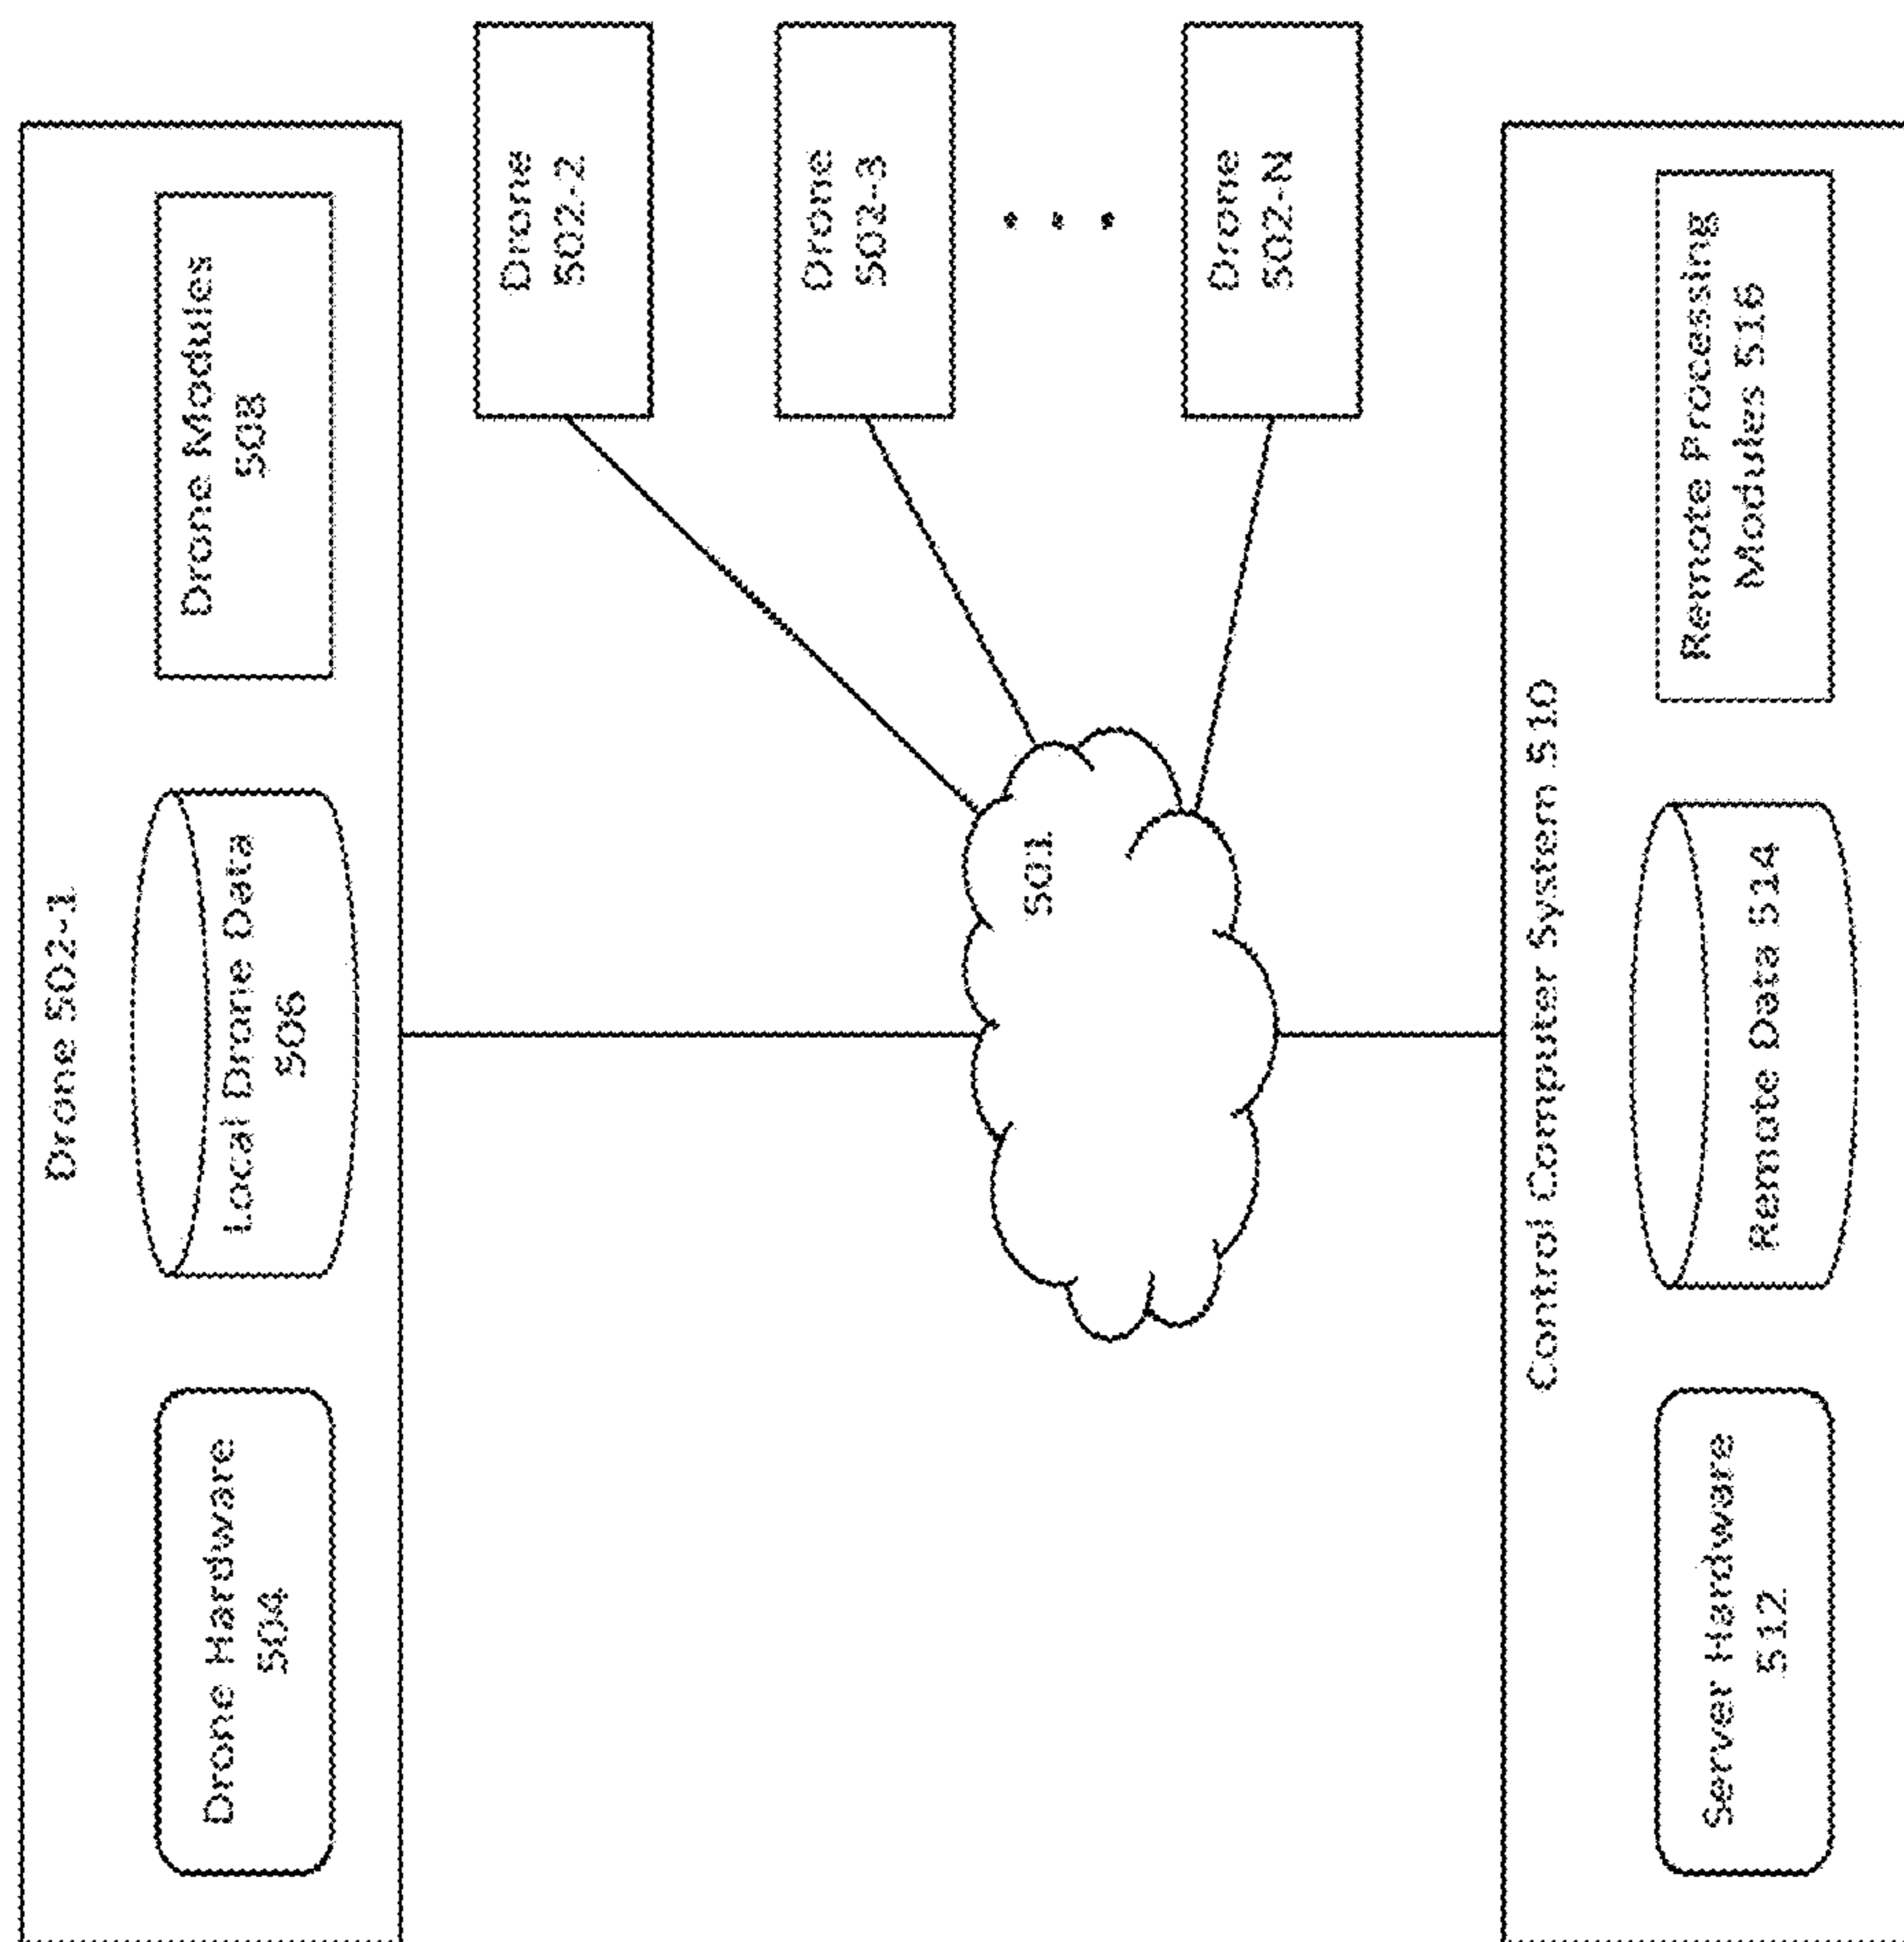 Drone 502-1
Drone Hardware
504
Local Drone Data
506
Drone Modules
508
Drone
502-2
Drone
502-3
Drone
502-N
501
Control Computer System 510
Server Hardware
512
Remote Data 514
Remote Processing
Modules 516